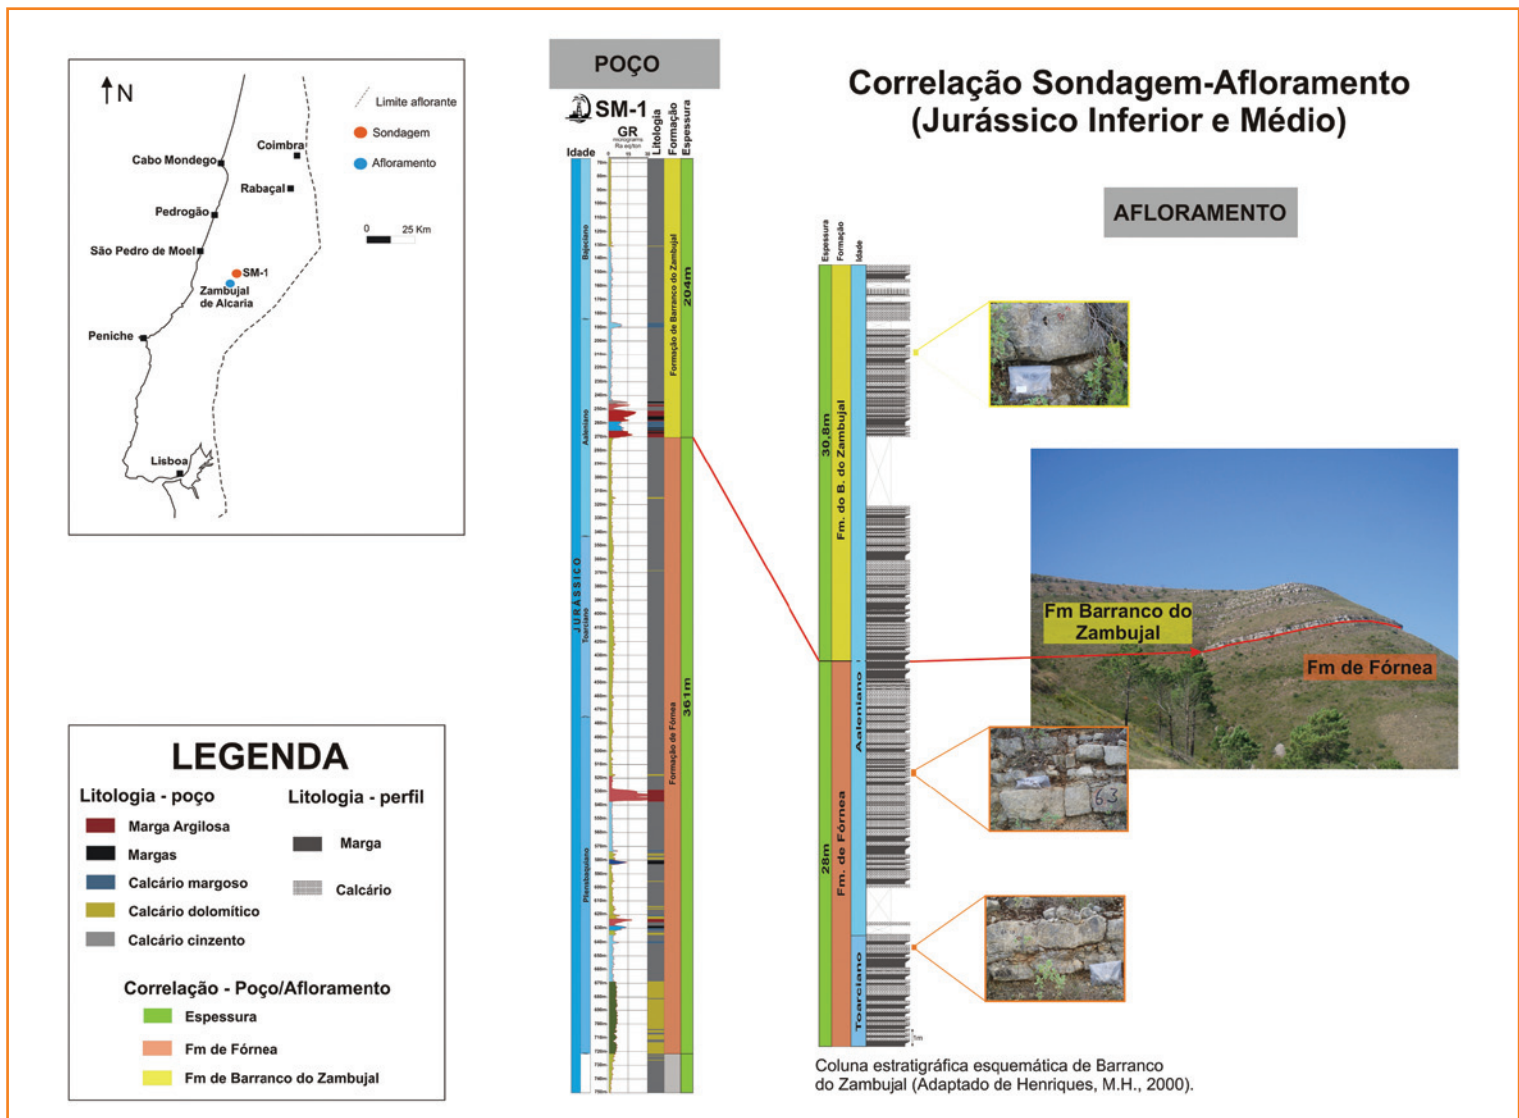 N
Limite aflorante
Sondagem
Afloramento
Coimbra
Cabo Mondego
Rabaçal
Pedrogão
0 25 Km
São Pedro de Moel
SM-1
Zambujal
de Alcaria
Peniche
Lisboa
POÇO
SM-1
GR
Ra eq/ton
Idade
Litologia
Formação
Espessura
JURÁSSICO
Bajociano
Aaleniano
Toarciano
Pliensbaquiano
Formação de Barranco do Zambujal
204m
Formação de Fórnea
361m
Correlação Sondagem-Afloramento
(Jurássico Inferior e Médio)
AFLORAMENTO
Espessura
Formação
Idade
30,8m
Fm. do B. do Zambujal
28m
Fm. de Fórnea
Aaleniano
Toarciano
1m
63
Fm Barranco do
Zambujal
Fm de Fórnea
Coluna estratigráfica esquemática de Barranco
do Zambujal (Adaptado de Henriques, M.H., 2000).
LEGENDA
Litologia - poço
Marga Argilosa
Margas
Calcário margoso
Calcário dolomítico
Calcário cinzento
Litologia - perfil
Marga
Calcário
Correlação - Poço/Afloramento
Espessura
Fm de Fórnea
Fm de Barranco do Zambujal